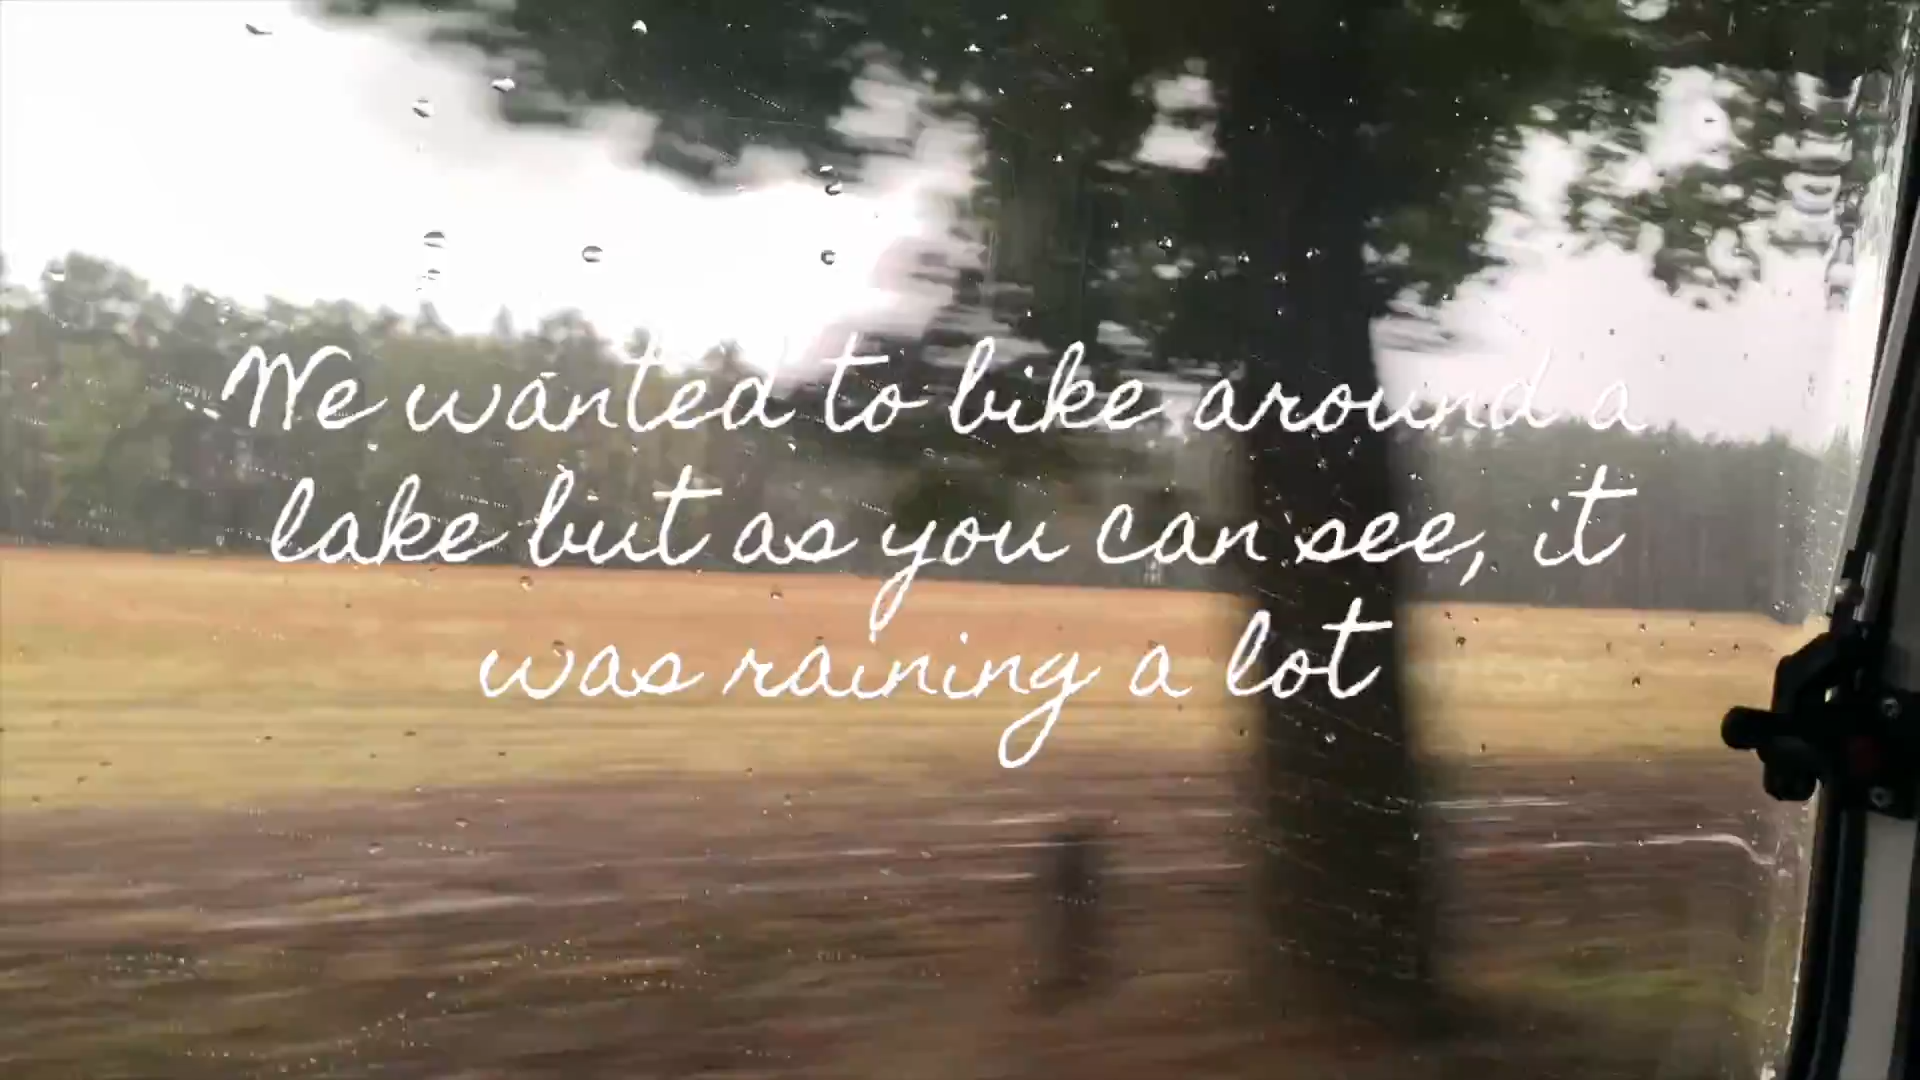 We wanted to bike around a
lake but as you can see, it
was raining a lot